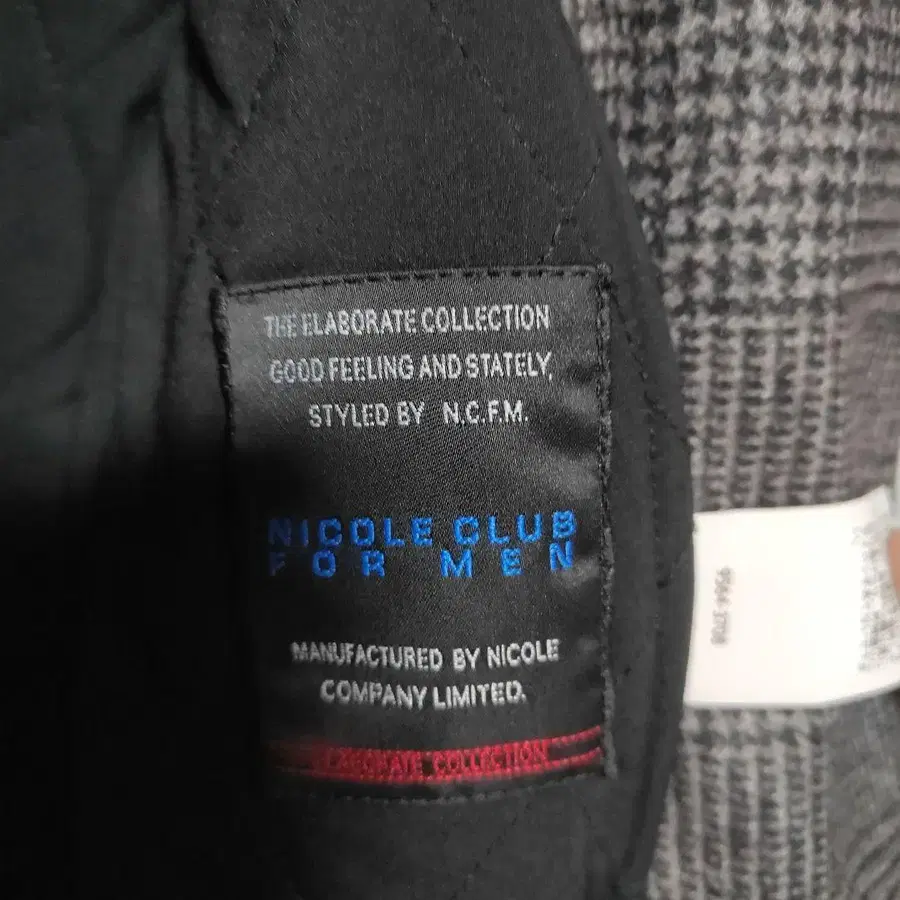 THE ELABORATE COLLECTION
GOOD FEELING AND STATELY,
STYLED BY N.C.F.M.
NICOLE CLUB
FOR MEN
MANUFACTURED BY NICOLE
COMPANY LIMITED.
COLLECTION